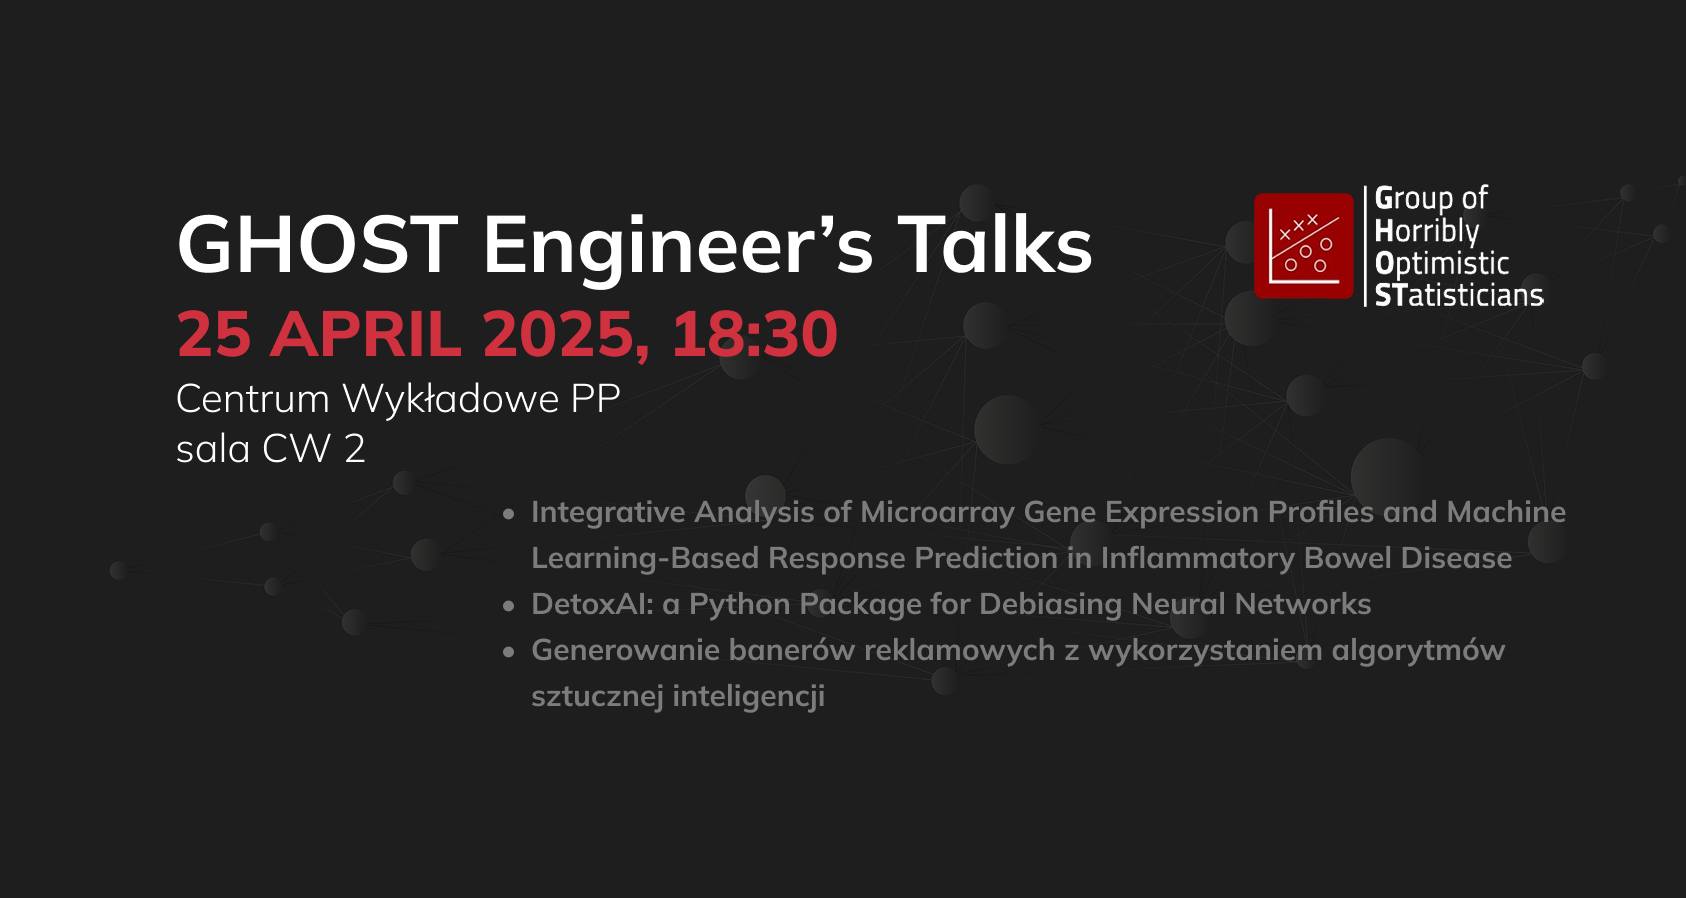 GHOST Engineer’s Talks
25 APRIL 2025, 18:30
Centrum Wykładowe PP
sala CW 2
Group of
Horribly
Optimistic
STatisticians
• Integrative Analysis of Microarray Gene Expression Profiles and Machine
Learning-Based Response Prediction in Inflammatory Bowel Disease
• DetoxAI: a Python Package for Debiasing Neural Networks
• Generowanie banerów reklamowych z wykorzystaniem algorytmów
sztucznej inteligencji